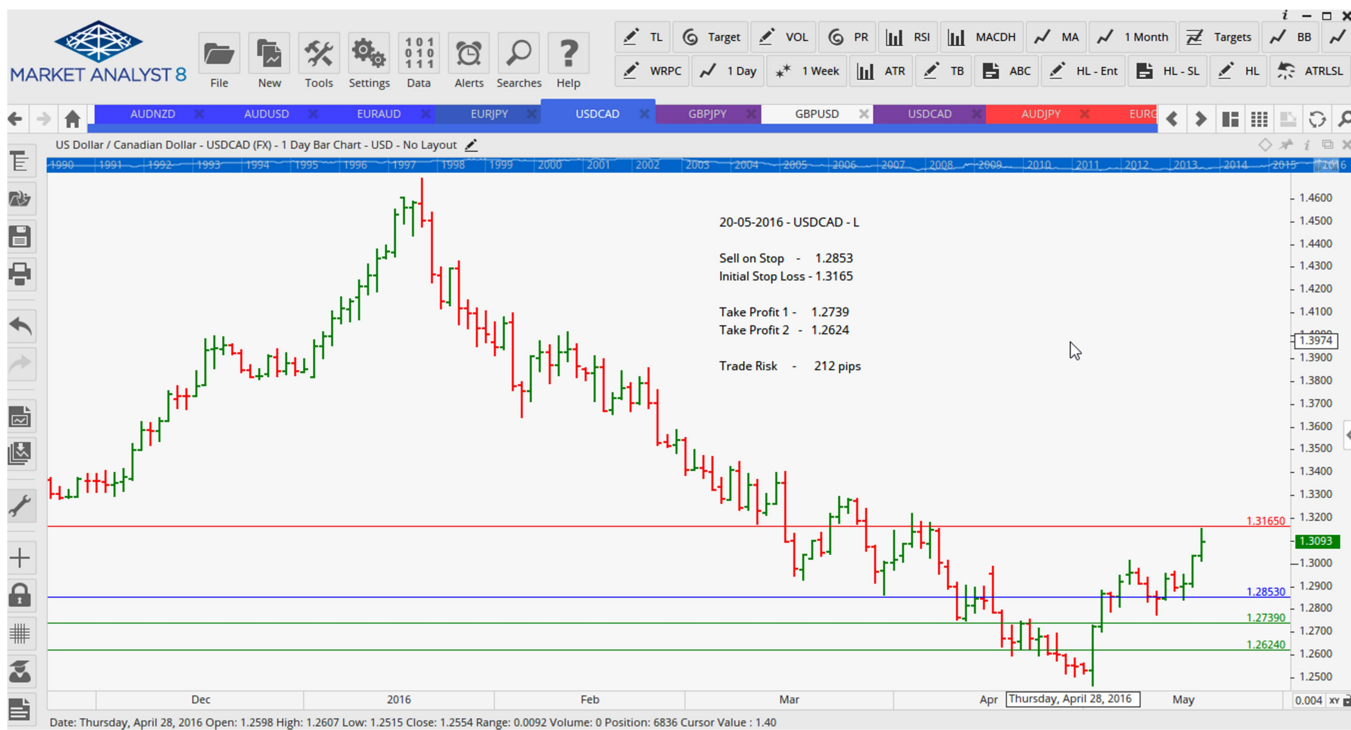 i
MARKET ANALYST 8
File New Tools Settings Data Alerts Searches Help
101
010
111
TL Target VOL PR RSI MACDH MA 1 Month Targets BB
WRPC 1 Day 1 Week ATR TB ABC HL - Ent HL - SL HL ATRLSL
AUDNZD AUDUSD EURAUD EURJPY USDCAD GBPJPY GBPUSD USDCAD AUDJPY EURG
US Dollar / Canadian Dollar - USDCAD (FX) - 1 Day Bar Chart - USD - No Layout
1990 1991 1992 1993 1994 1995 1996 1997 1998 1999 2000 2001 2002 2003 2004 2005 2006 2007 2008 2009 2010 2011 2012 2013 2014 2015 2016
20-05-2016 - USDCAD - L
Sell on Stop - 1.2853
Initial Stop Loss - 1.3165
Take Profit 1 - 1.2739
Take Profit 2 - 1.2624
Trade Risk - 212 pips
1.4600
1.4500
1.4400
1.4300
1.4200
1.4100
1.3974
1.3900
1.3800
1.3700
1.3600
1.3500
1.3400
1.3300
1.3200
1.31650
1.3093
1.3000
1.2900
1.28530
1.2800
1.27390
1.2700
1.26240
1.2600
1.2500
Dec 2016 Feb Mar Apr Thursday, April 28, 2016 May 0.004 XY
Date: Thursday, April 28, 2016 Open: 1.2598 High: 1.2607 Low: 1.2515 Close: 1.2554 Range: 0.0092 Volume: 0 Position: 6836 Cursor Value : 1.40